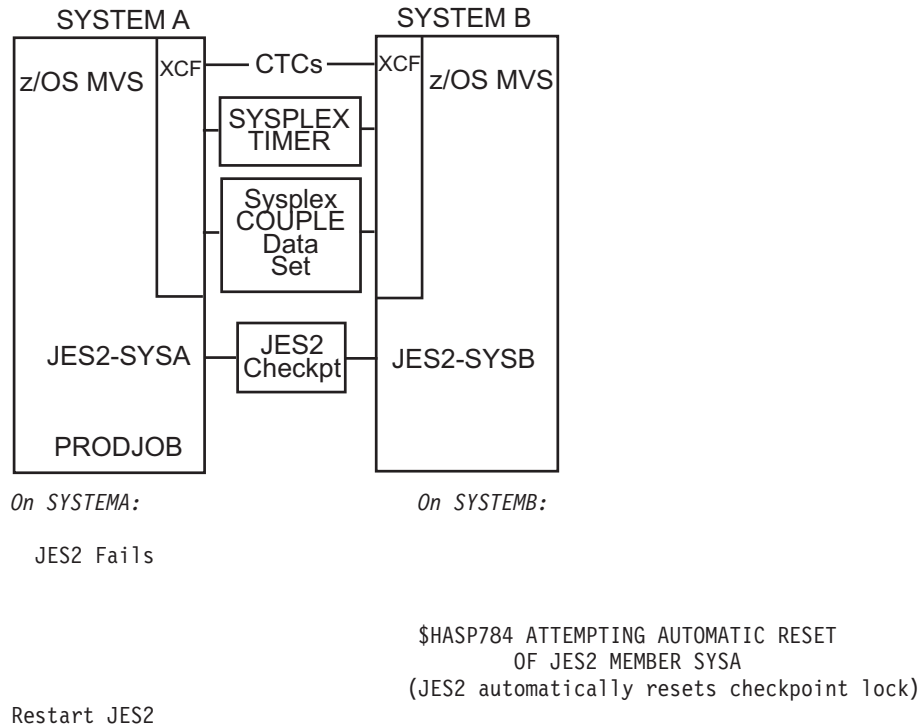 SYSTEM A
SYSTEM B
z/OS MVS
XCF
CTCs
XCF
z/OS MVS
SYSPLEX
TIMER
Sysplex
COUPLE
Data
Set
JES2-SYSA
JES2
Checkpt
JES2-SYSB
PRODJOB
On SYSTEMA:
On SYSTEMB:
JES2 Fails
$HASP784 ATTEMPTING AUTOMATIC RESET
OF JES2 MEMBER SYSA
(JES2 automatically resets checkpoint lock)
Restart JES2